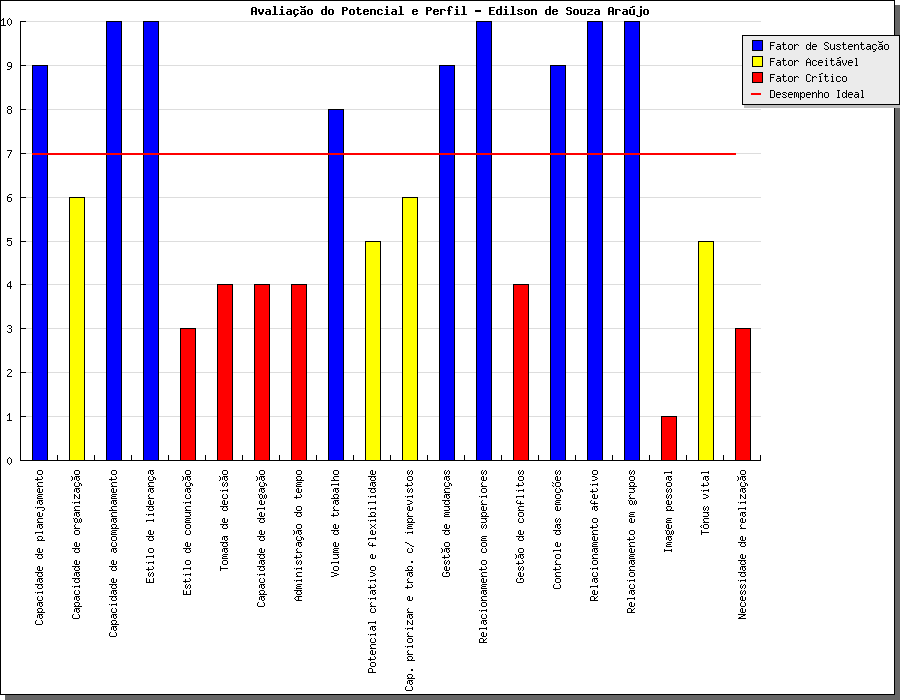 Avaliação do Potencial e Perfil - Edilson de Souza Araújo
10
9
8
7
6
5
4
3
2
1
0
Fator de Sustentação
Fator Aceitável
Fator Crítico
Desempenho Ideal
Capacidade de planejamento
Capacidade de organização
Capacidade de acompanhamento
Estilo de liderança
Estilo de comunicação
Tomada de decisão
Capacidade de delegação
Administração do tempo
Volume de trabalho
Potencial criativo e flexibilidade
Cap. priorizar e trab. c/ imprevistos
Gestão de mudanças
Relacionamento com superiores
Gestão de conflitos
Controle das emoções
Relacionamento afetivo
Relacionamento em grupos
Imagem pessoal
Tônus vital
Necessidade de realização